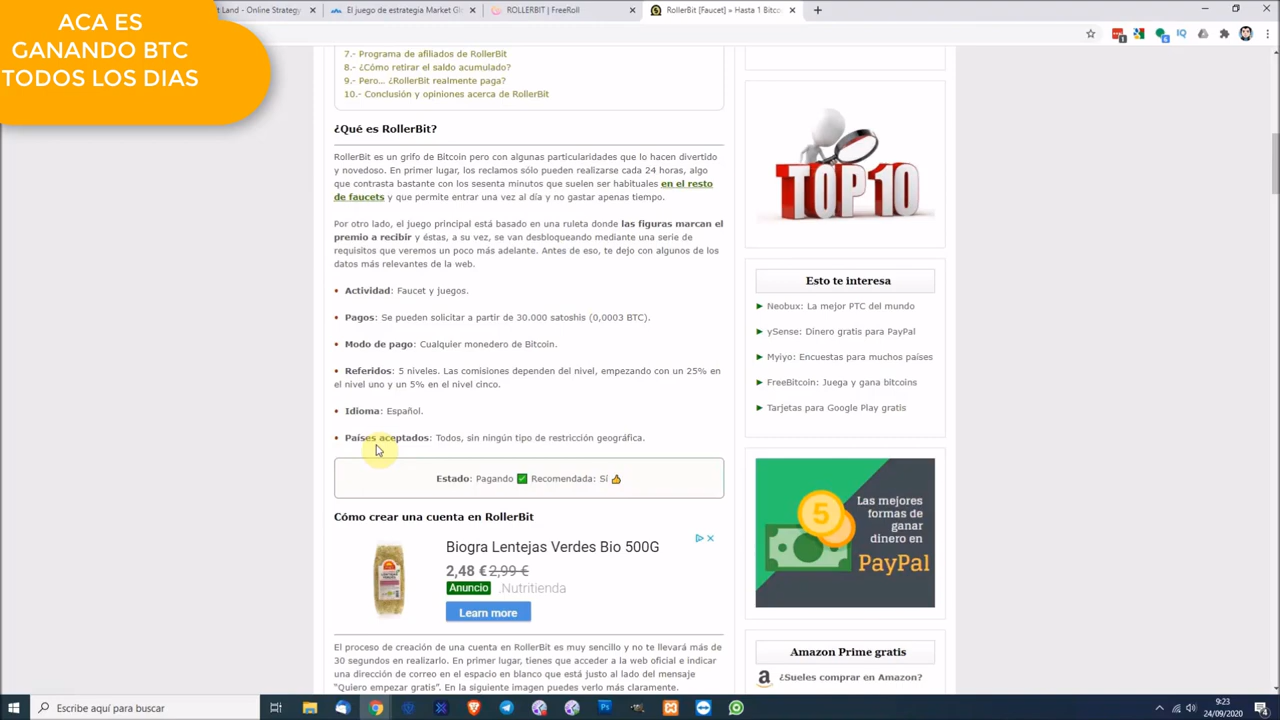 ACA ES
GANANDO BTC
TODOS LOS DIAS
t Land - Online Strategy
El juego de estrategia Market Gl
ROLLERBIT | FreeRoll
RollerBit [Faucet] » Hasta 1 Bitco
7.- Programa de afiliados de RollerBit
8.- ¿Cómo retirar el saldo acumulado?
9.- Pero... ¿RollerBit realmente paga?
10.- Conclusión y opiniones acerca de RollerBit
¿Qué es RollerBit?
RollerBit es un grifo de Bitcoin pero con algunas particularidades que lo hacen divertido
y novedoso. En primer lugar, los reclamos sólo pueden realizarse cada 24 horas, algo
que contrasta bastante con los sesenta minutos que suelen ser habituales en el resto
de faucets y que permite entrar una vez al día y no gastar apenas tiempo.
Por otro lado, el juego principal está basado en una ruleta donde las figuras marcan el
premio a recibir y éstas, a su vez, se van desbloqueando mediante una serie de
requisitos que veremos un poco más adelante. Antes de eso, te dejo con algunos de los
datos más relevantes de la web.
Actividad: Faucet y juegos.
Pagos: Se pueden solicitar a partir de 30.000 satoshis (0,0003 BTC).
Modo de pago: Cualquier monedero de Bitcoin.
Referidos: 5 niveles. Las comisiones dependen del nivel, empezando con un 25% en
el nivel uno y un 5% en el nivel cinco.
Idioma: Español.
Países aceptados: Todos, sin ningún tipo de restricción geográfica.
Estado: Pagando ✅ Recomendada: Sí 👍
Cómo crear una cuenta en RollerBit
Biogra Lentejas Verdes Bio 500G
2,48 € 2,99 €
Anuncio .Nutritienda
Learn more
El proceso de creación de una cuenta en RollerBit es muy sencillo y no te llevará más de
30 segundos en realizarlo. En primer lugar, tienes que acceder a la web oficial e indicar
una dirección de correo en el espacio en blanco que está justo al lado del mensaje
"Quiero empezar gratis". En la siguiente imagen puedes verlo más claramente.
TOP 10
Esto te interesa
Neobux: La mejor PTC del mundo
ySense: Dinero gratis para PayPal
Myiyo: Encuestas para muchos países
FreeBitcoin: Juega y gana bitcoins
Tarjetas para Google Play gratis
5
Las mejores
formas de
ganar
dinero en
PayPal
Amazon Prime gratis
¿Sueles comprar en Amazon?
Escribe aquí para buscar
9:23
24/09/2020